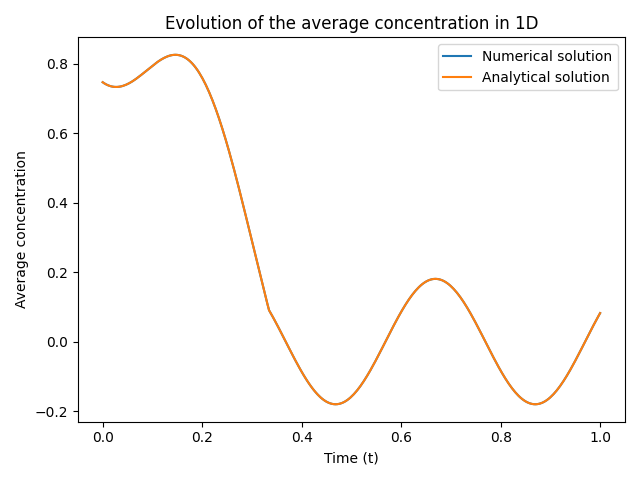 Evolution of the average concentration in 1D
Numerical solution
Analytical solution
Average concentration
0.8
0.6
0.4
0.2
0.0
−0.2
0.0 0.2 0.4 0.6 0.8 1.0
Time (t)